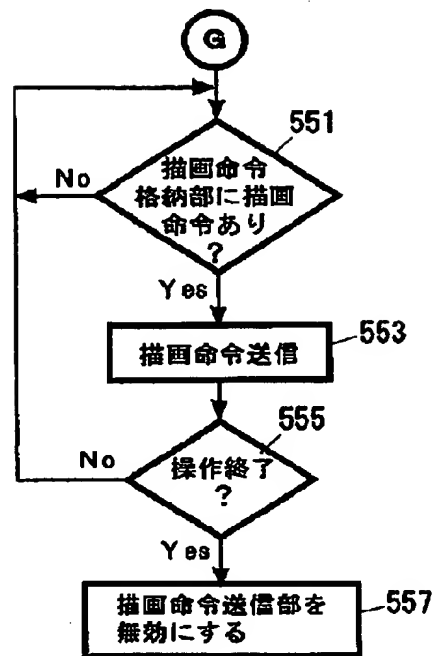 G
551
描画命令
格納部に描画
命令あり
?
No
Yes
描画命令送信
553
555
操作終了
?
No
Yes
描画命令送信部を
無効にする
557